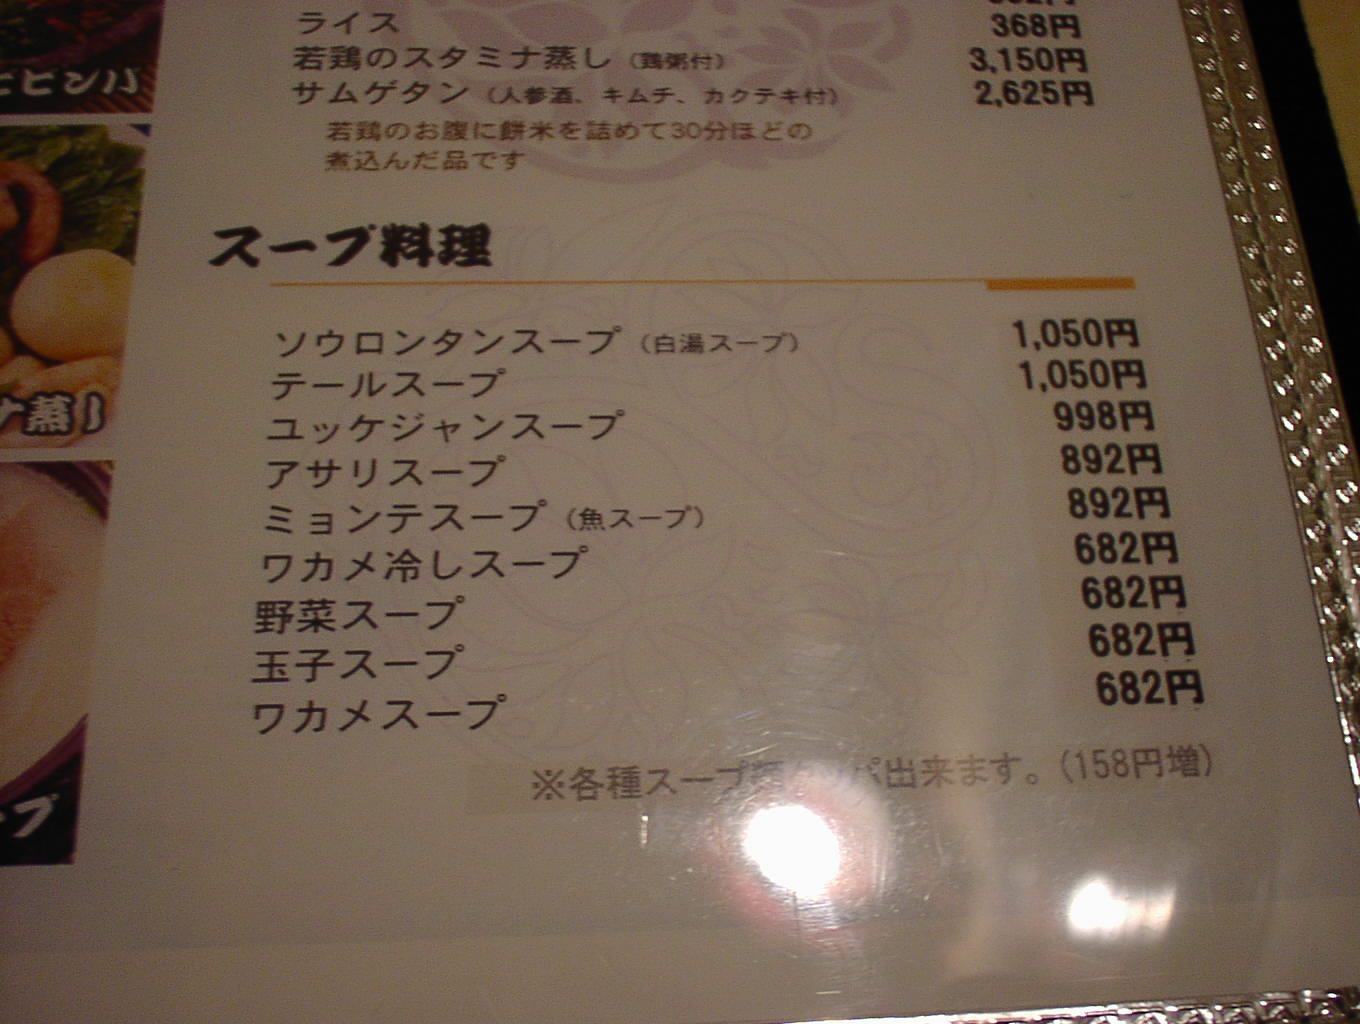 ライス 368円
若鶏のスタミナ蒸し（鶏粥付） 3,150円
サムゲタン（人参酒、キムチ、カクテキ付） 2,625円
若鶏のお腹に餅米を詰めて30分ほどの
煮込んだ品です
スープ料理
ソウロンタンスープ（白湯スープ） 1,050円
テールスープ 1,050円
ユッケジャンスープ 998円
アサリスープ 892円
ミョンテスープ（魚スープ） 892円
ワカメ冷しスープ 682円
野菜スープ 682円
玉子スープ 682円
ワカメスープ 682円
※各種スープ 出来ます。（158円増）
ビビンバ
蒸し